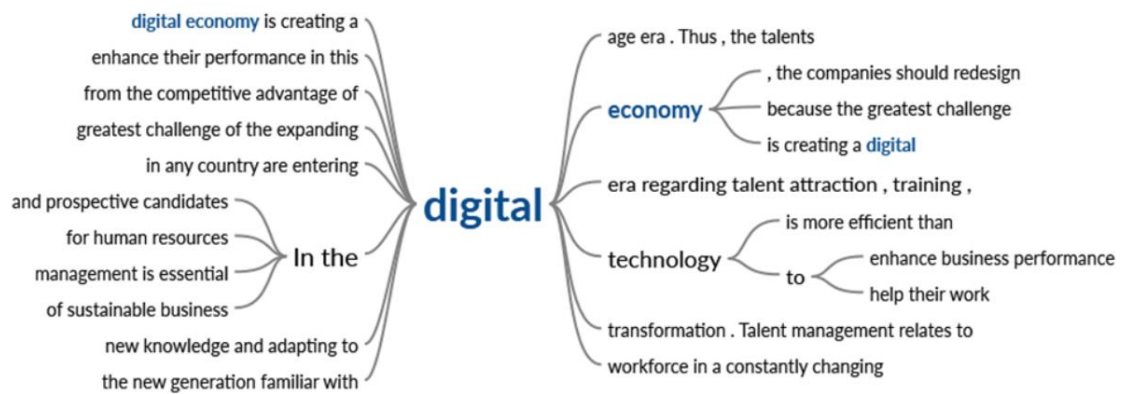 digital economy is creating a
enhance their performance in this
from the competitive advantage of
greatest challenge of the expanding
in any country are entering
and prospective candidates
for human resources
management is essential
of sustainable business
In the
new knowledge and adapting to
the new generation familiar with
digital
age era . Thus , the talents
economy
, the companies should redesign
because the greatest challenge
is creating a digital
era regarding talent attraction , training ,
technology
is more efficient than
to
enhance business performance
help their work
transformation . Talent management relates to
workforce in a constantly changing